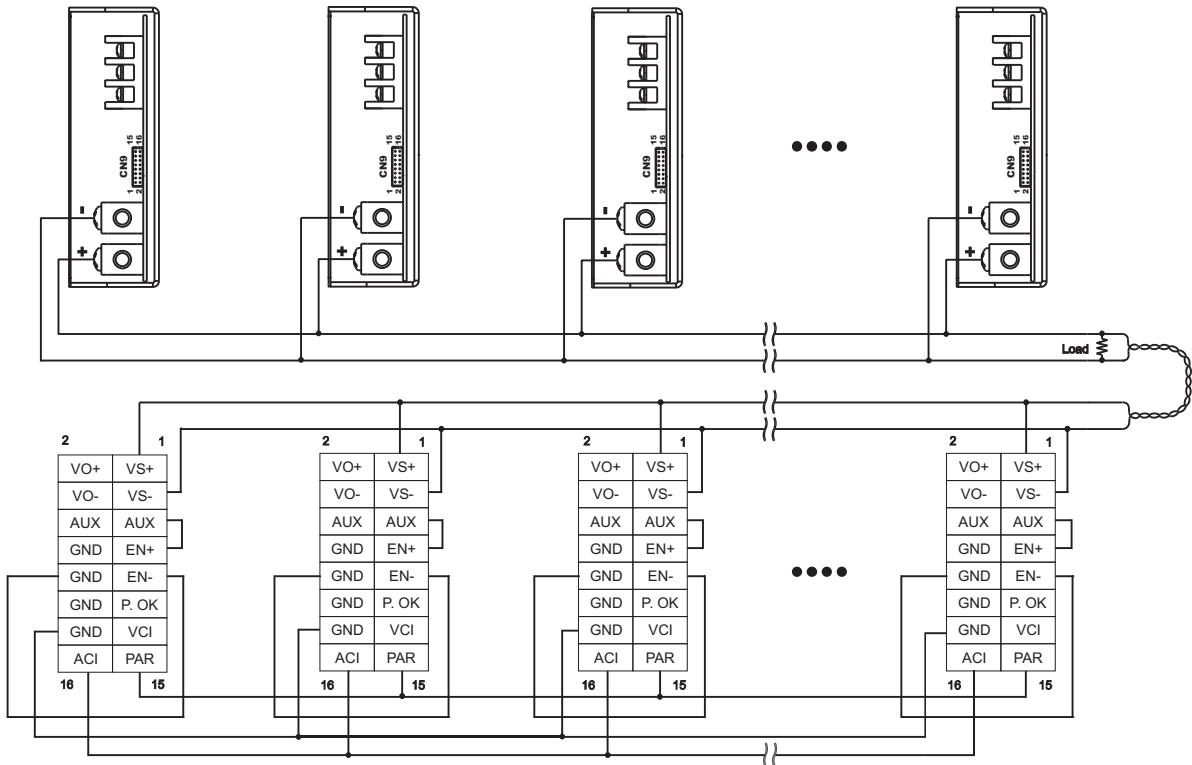 15 16
CN9
1 2
-
+
15 16
CN9
1 2
-
+
15 16
CN9
1 2
-
+
15 16
CN9
1 2
-
+
Load
2 1
VO+ VS+
VO- VS-
AUX AUX
GND EN+
GND EN-
GND P. OK
GND VCI
ACI PAR
16 15
2 1
VO+ VS+
VO- VS-
AUX AUX
GND EN+
GND EN-
GND P. OK
GND VCI
ACI PAR
16 15
2 1
VO+ VS+
VO- VS-
AUX AUX
GND EN+
GND EN-
GND P. OK
GND VCI
ACI PAR
16 15
2 1
VO+ VS+
VO- VS-
AUX AUX
GND EN+
GND EN-
GND P. OK
GND VCI
ACI PAR
16 15